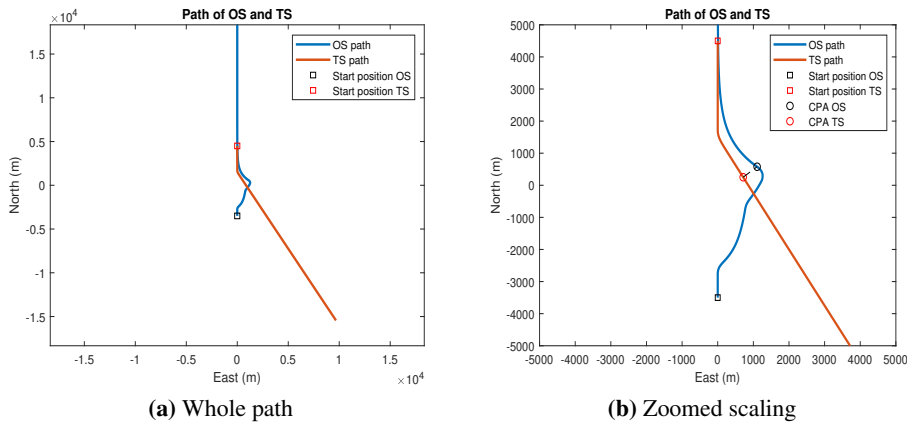 Path of OS and TS
×10⁴
North (m)
1.5
1
0.5
0
-0.5
-1
-1.5
-1.5
-1
-0.5
0
0.5
1
1.5
×10⁴
East (m)
OS path
TS path
Start position OS
Start position TS
(a) Whole path
Path of OS and TS
North (m)
5000
4000
3000
2000
1000
0
-1000
-2000
-3000
-4000
-5000
-5000 -4000 -3000 -2000 -1000 0 1000 2000 3000 4000 5000
East (m)
OS path
TS path
Start position OS
Start position TS
CPA OS
CPA TS
(b) Zoomed scaling